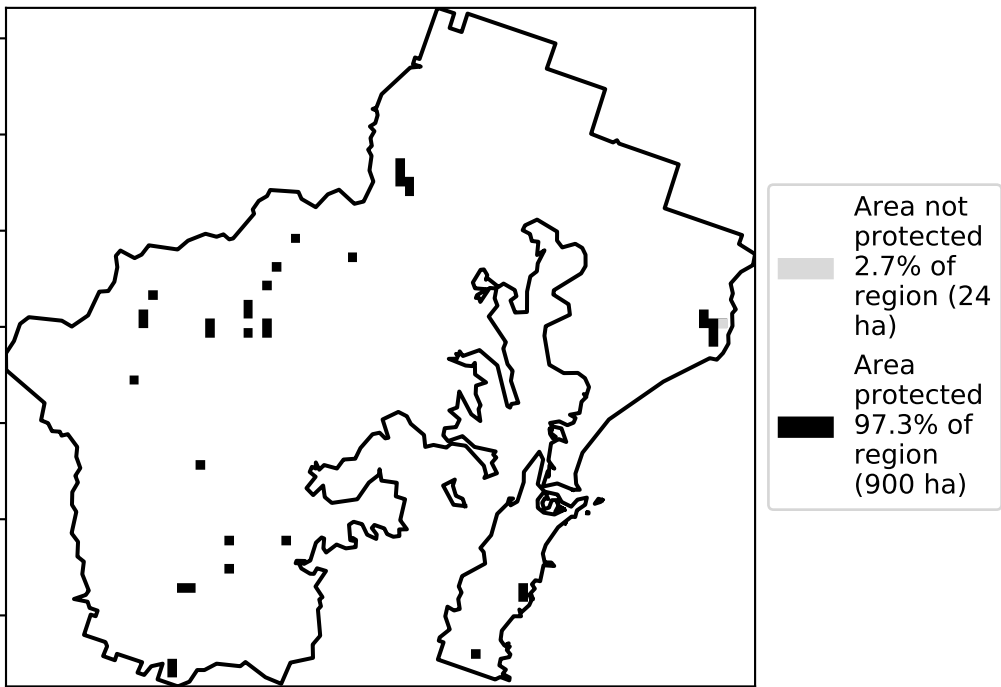 Area not
protected
2.7% of
region (24
ha)
Area
protected
97.3% of
region
(900 ha)